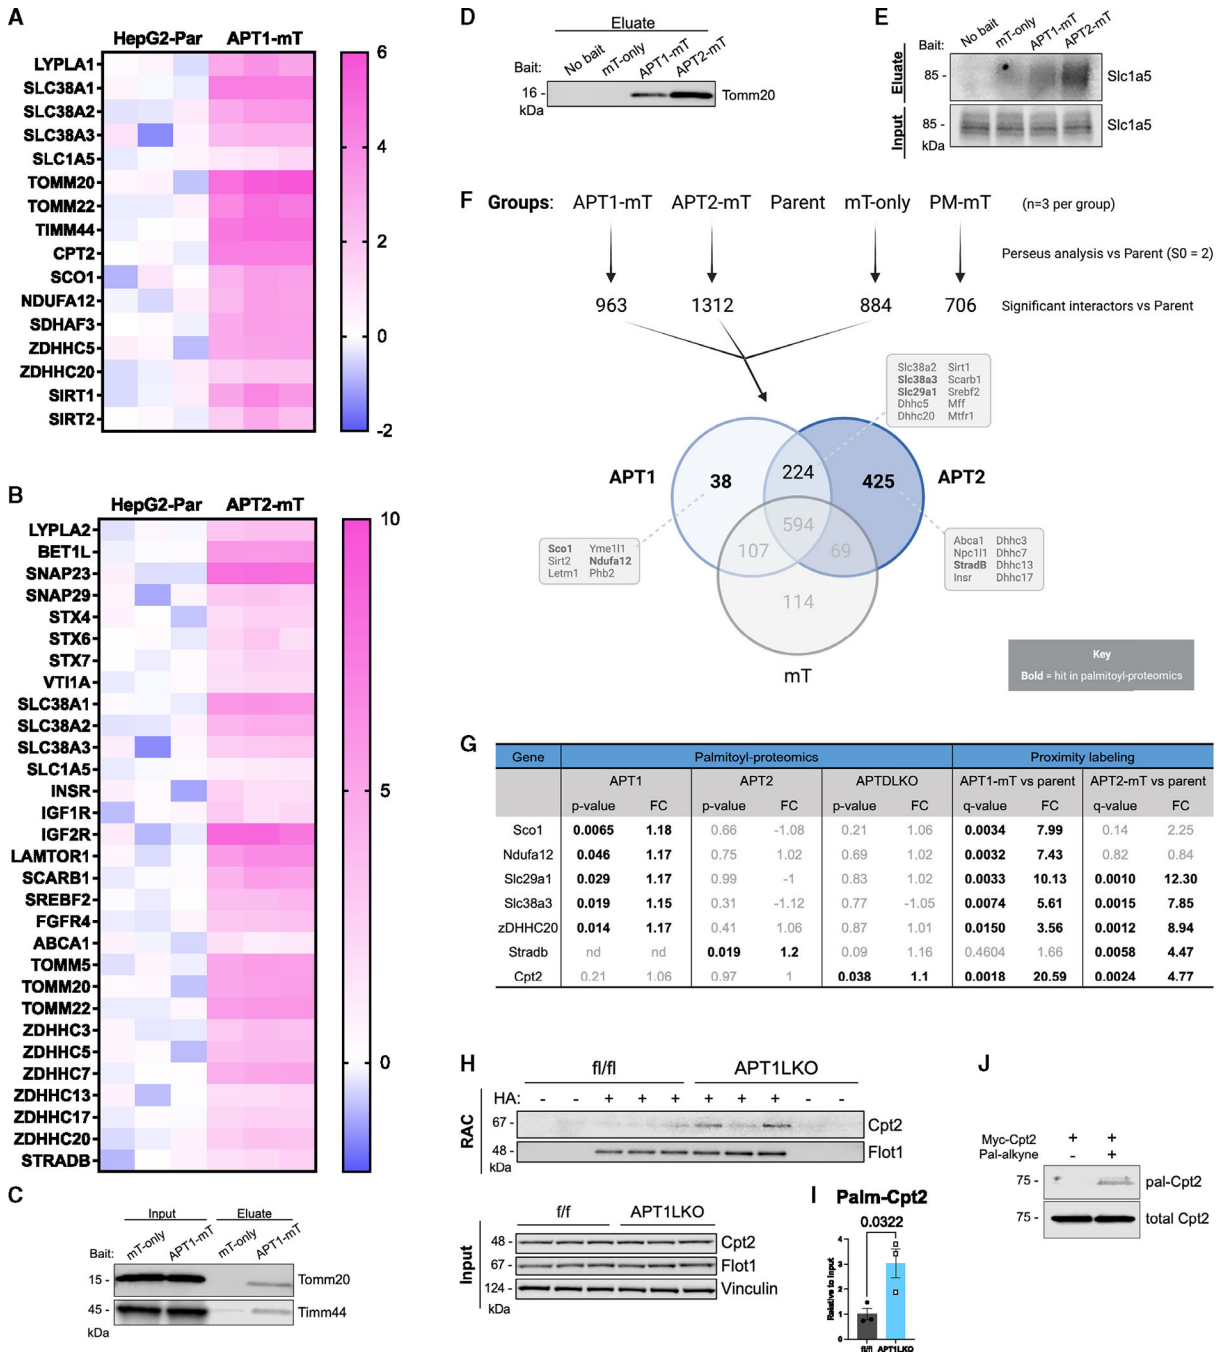 A
HepG2-Par APT1-mT
LYPLA1
SLC38A1
SLC38A2
SLC38A3
SLC1A5
TOMM20
TOMM22
TIMM44
CPT2
SCO1
NDUFA12
SDHAF3
ZDHHC5
ZDHHC20
SIRT1
SIRT2
6
4
2
0
-2
B
HepG2-Par APT2-mT
LYPLA2
BET1L
SNAP23
SNAP29
STX4
STX6
STX7
VTI1A
SLC38A1
SLC38A2
SLC38A3
SLC1A5
INSR
IGF1R
IGF2R
LAMTOR1
SCARB1
SREBF2
FGFR4
ABCA1
TOMM5
TOMM20
TOMM22
ZDHHC3
ZDHHC5
ZDHHC7
ZDHHC13
ZDHHC17
ZDHHC20
STRADB
10
5
0
C
Input Eluate
Bait: mT-only APT1-mT mT-only APT1-mT
15 - Tomm20
45 - Timm44
kDa
D
Eluate
Bait: No bait mT-only APT1-mT APT2-mT
16 - Tomm20
kDa
E
Bait: No bait mT-only APT1-mT APT2-mT
Eluate 85 - Slc1a5
Input 85 - Slc1a5
kDa
F
Groups: APT1-mT APT2-mT Parent mT-only PM-mT (n=3 per group)
Perseus analysis vs Parent (S0 = 2)
963 1312 884 706 Significant interactors vs Parent
Slc38a2 Sirt1
Slc38a3 Scarb1
Slc29a1 Srebf2
Dhhc5 Mff
Dhhc20 Mtfr1
APT1 38 224 425 APT2
594
107 69
114
mT
Sco1 Yme1l1
Sirt2 Ndufa12
Letm1 Phb2
Abca1 Dhhc3
Npc1l1 Dhhc7
StradB Dhhc13
Insr Dhhc17
Key
Bold = hit in palmitoyl-proteomics
G
Gene Palmitoyl-proteomics Proximity labeling
APT1 APT2 APTDLKO APT1-mT vs parent APT2-mT vs parent
p-value FC p-value FC p-value FC q-value FC q-value FC
Sco1 0.0065 1.18 0.66 -1.08 0.21 1.06 0.0034 7.99 0.14 2.25
Ndufa12 0.046 1.17 0.75 1.02 0.69 1.02 0.0032 7.43 0.82 0.84
Slc29a1 0.029 1.17 0.99 -1 0.83 1.02 0.0033 10.13 0.0010 12.30
Slc38a3 0.019 1.15 0.31 -1.12 0.77 -1.05 0.0074 5.61 0.0015 7.85
zDHHC20 0.014 1.17 0.41 1.06 0.87 1.01 0.0150 3.56 0.0012 8.94
Stradb nd nd 0.019 1.2 0.09 1.16 0.4604 1.66 0.0058 4.47
Cpt2 0.21 1.06 0.97 1 0.038 1.1 0.0018 20.59 0.0024 4.77
H
fl/fl APT1LKO
HA: - - + + + + + + - -
RAC
67 - Cpt2
48 - Flot1
kDa
f/f APT1LKO
Input
48 - Cpt2
67 - Flot1
124 - Vinculin
kDa
I
Palm-Cpt2
0.0322
Relative to Input
4
3
2
1
0
fl/fl APT1LKO
J
Myc-Cpt2 + +
Pal-alkyne - +
75 - pal-Cpt2
75 - total Cpt2